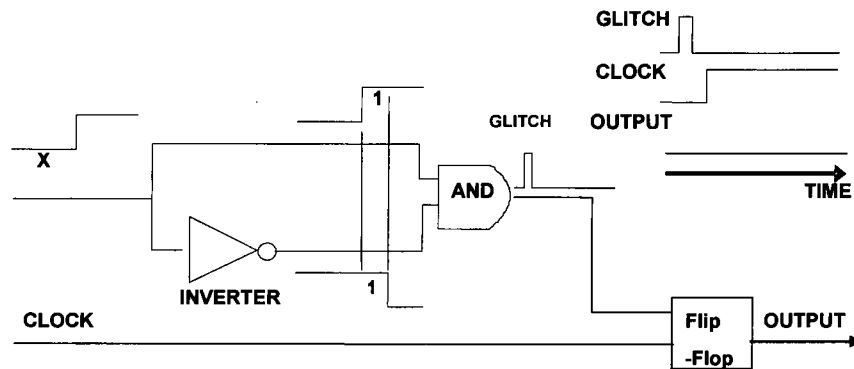 GLITCH
CLOCK
1
GLITCH
OUTPUT
X
AND
TIME
INVERTER
1
CLOCK
Flip
-Flop
OUTPUT